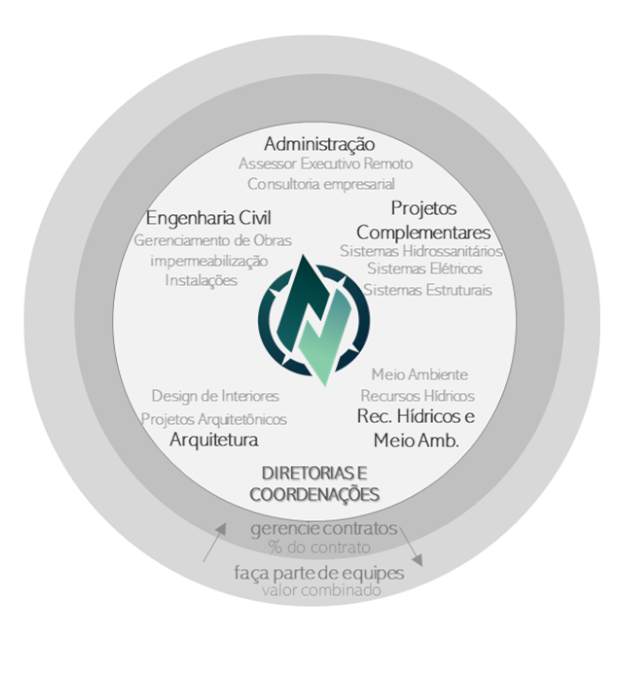 Administração
Assessor Executivo Remoto
Consultoria empresarial
Engenharia Civil
Gerenciamento de Obras
impermeabilização
Instalações
Projetos
Complementares
Sistemas Hidrossanitários
Sistemas Elétricos
Sistemas Estruturais
Design de Interiores
Projetos Arquitetônicos
Arquitetura
Meio Ambiente
Recursos Hídricos
Rec. Hídricos e
Meio Amb.
DIRETORIAS E
COORDENAÇÕES
gerencie contratos
% do contrato
faça parte de equipes
valor combinado